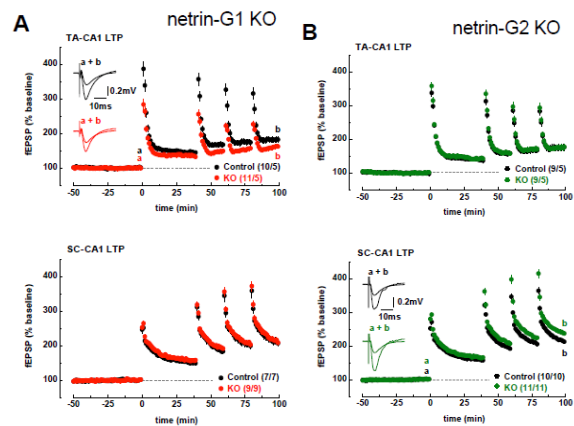 A
netrin-G1 KO
TA-CA1 LTP
fEPSP (% baseline)
400
300
200
100
a + b
0.2mV
10ms
a + b
a
a
b
b
Control (10/5)
KO (11/5)
-50 -25 0 25 50 75 100
time (min)
SC-CA1 LTP
fEPSP (% baseline)
400
300
200
100
Control (7/7)
KO (9/9)
-50 -25 0 25 50 75 100
time (min)
B
netrin-G2 KO
TA-CA1 LTP
fEPSP (% baseline)
400
300
200
100
Control (9/5)
KO (9/5)
-50 -25 0 25 50 75 100
time (min)
SC-CA1 LTP
fEPSP (% baseline)
400
300
200
100
a + b
0.2mV
10ms
a + b
a
a
b
b
Control (10/10)
KO (11/11)
-50 -25 0 25 50 75 100
time (min)